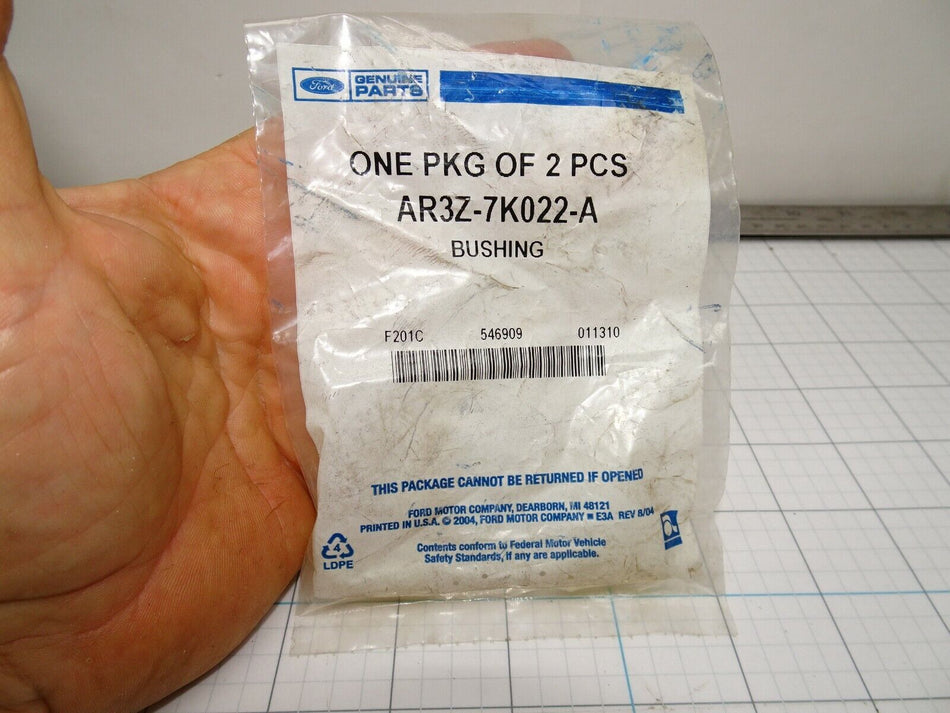 Ford GENUINE PARTS
ONE PKG OF 2 PCS
AR3Z-7K022-A
BUSHING
F201C 546909 011310
THIS PACKAGE CANNOT BE RETURNED IF OPENED
FORD MOTOR COMPANY, DEARBORN, MI 48121
PRINTED IN U.S.A. © 2004, FORD MOTOR COMPANY ■ E3A REV 8/04
Contents conform to Federal Motor Vehicle
Safety Standards, if any are applicable.
4
LDPE